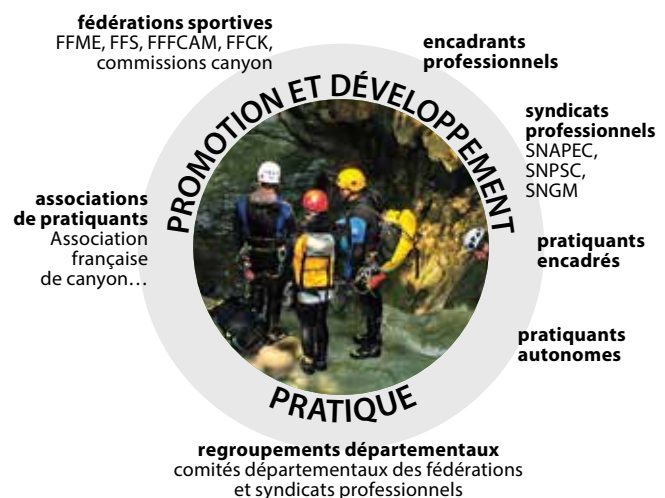 fédérations sportives
FFME, FFS, FFFCAM, FFCK,
commissions canyon
encadrants
professionnels
PROMOTION ET DÉVELOPPEMENT
syndicats
professionnels
SNAPEC,
SNPSC,
SNGM
associations
de pratiquants
Association
française
de canyon…
pratiquants
encadrés
pratiquants
autonomes
PRATIQUE
regroupements départementaux
comités départementaux des fédérations
et syndicats professionnels